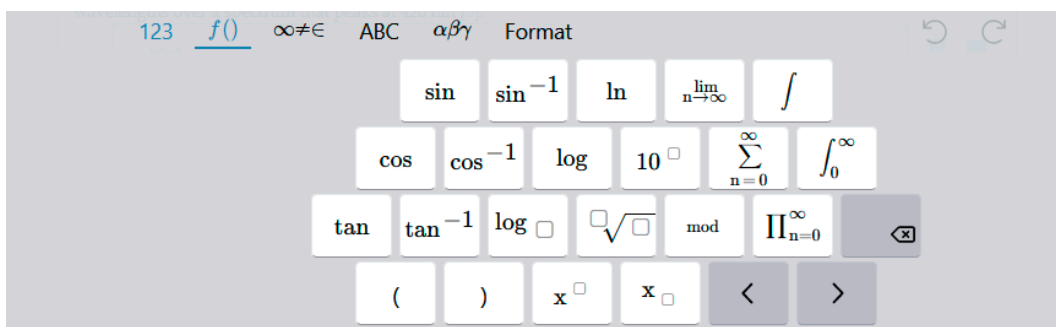 123 f() ∞≠∈ ABC αβγ Format
sin sin⁻¹ ln lim n→∞ ∫
cos cos⁻¹ log 10^□ ∞ ∑ n=0 ∫₀^∞
tan tan⁻¹ log□ □√□ mod ∏_{n=0}^∞
( ) x^□ x_□ < >